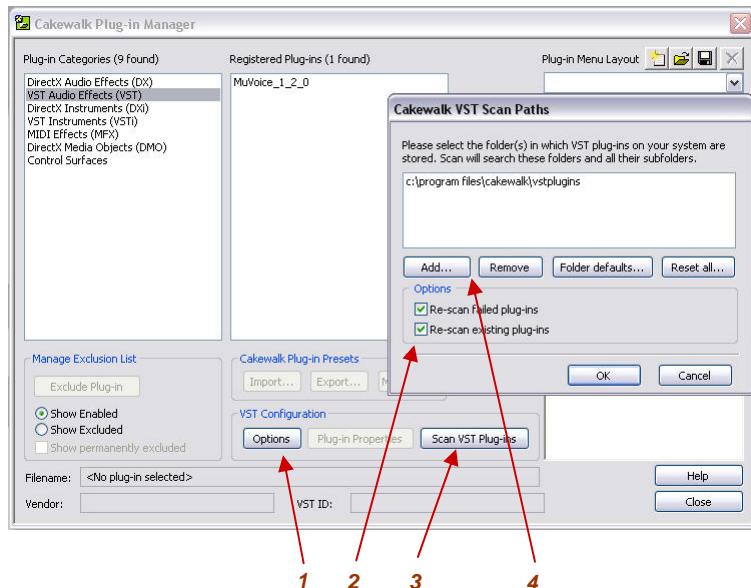 Cakewalk Plug-in Manager
Plug-in Categories (9 found)
Registered Plug-ins (1 found)
Plug-in Menu Layout
DirectX Audio Effects (DX)
VST Audio Effects (VST)
DirectX Instruments (DXi)
VST Instruments (VSTi)
MIDI Effects (MFX)
DirectX Media Objects (DMO)
Control Surfaces
MuVoice_1_2_0
Cakewalk VST Scan Paths
Please select the folder(s) in which VST plug-ins on your system are
stored. Scan will search these folders and all their subfolders.
c:\program files\cakewalk\vstplugins
Add...
Remove
Folder defaults...
Reset all...
Options
Re-scan failed plug-ins
Re-scan existing plug-ins
OK
Cancel
Manage Exclusion List
Exclude Plug-in
Show Enabled
Show Excluded
Show permanently excluded
Cakewalk Plug-in Presets
Import...
Export...
VST Configuration
Options
Plug-in Properties
Scan VST Plug-ins
Filename:
<No plug-in selected>
Help
Vendor:
VST ID:
Close
1 2 3 4